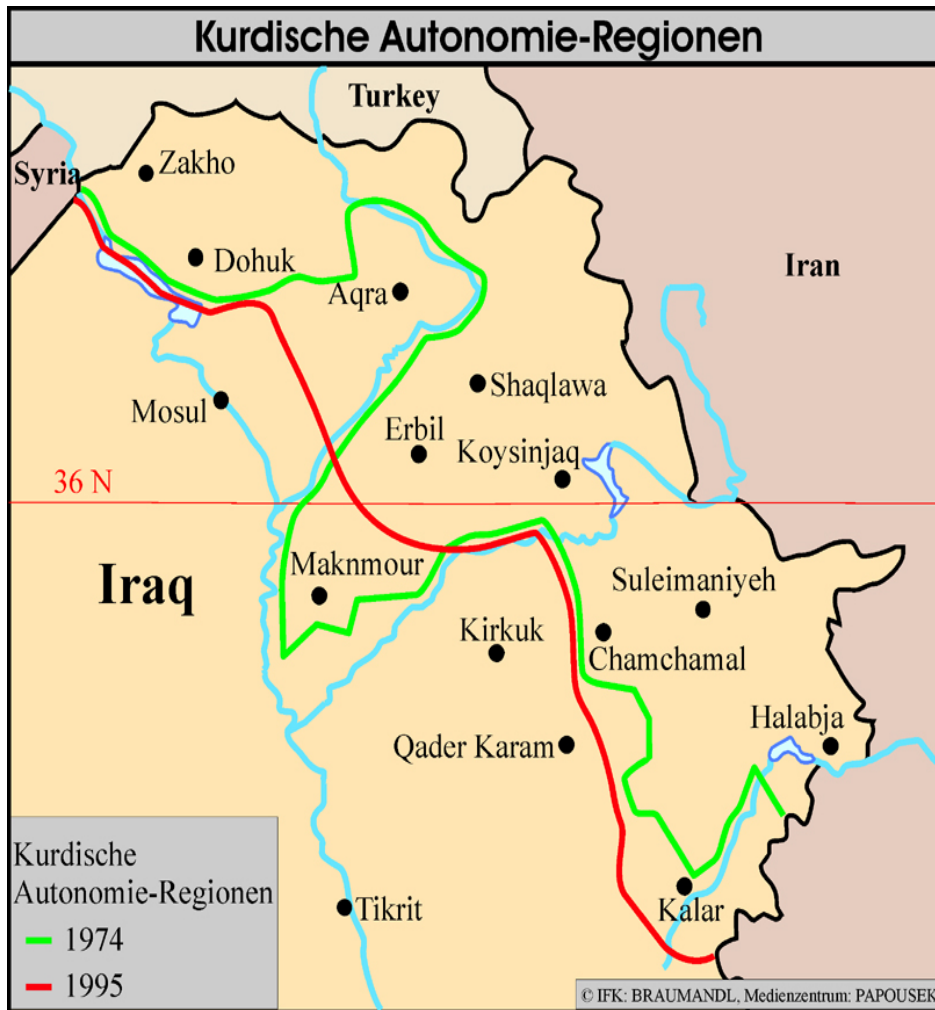 Kurdische Autonomie-Regionen
Turkey
Zakho
Syria
Dohuk
Iran
Aqra
Shaqlawa
Mosul
Erbil
Koysinjaq
36 N
Maknmour
Iraq
Suleimaniyeh
Kirkuk
Chamchamal
Halabja
Qader Karam
Kurdische
Autonomie-Regionen
Kalar
Tikrit
1974
1995
© IFK: BRAUMANDL, Medienzentrum: PAPOUSEK